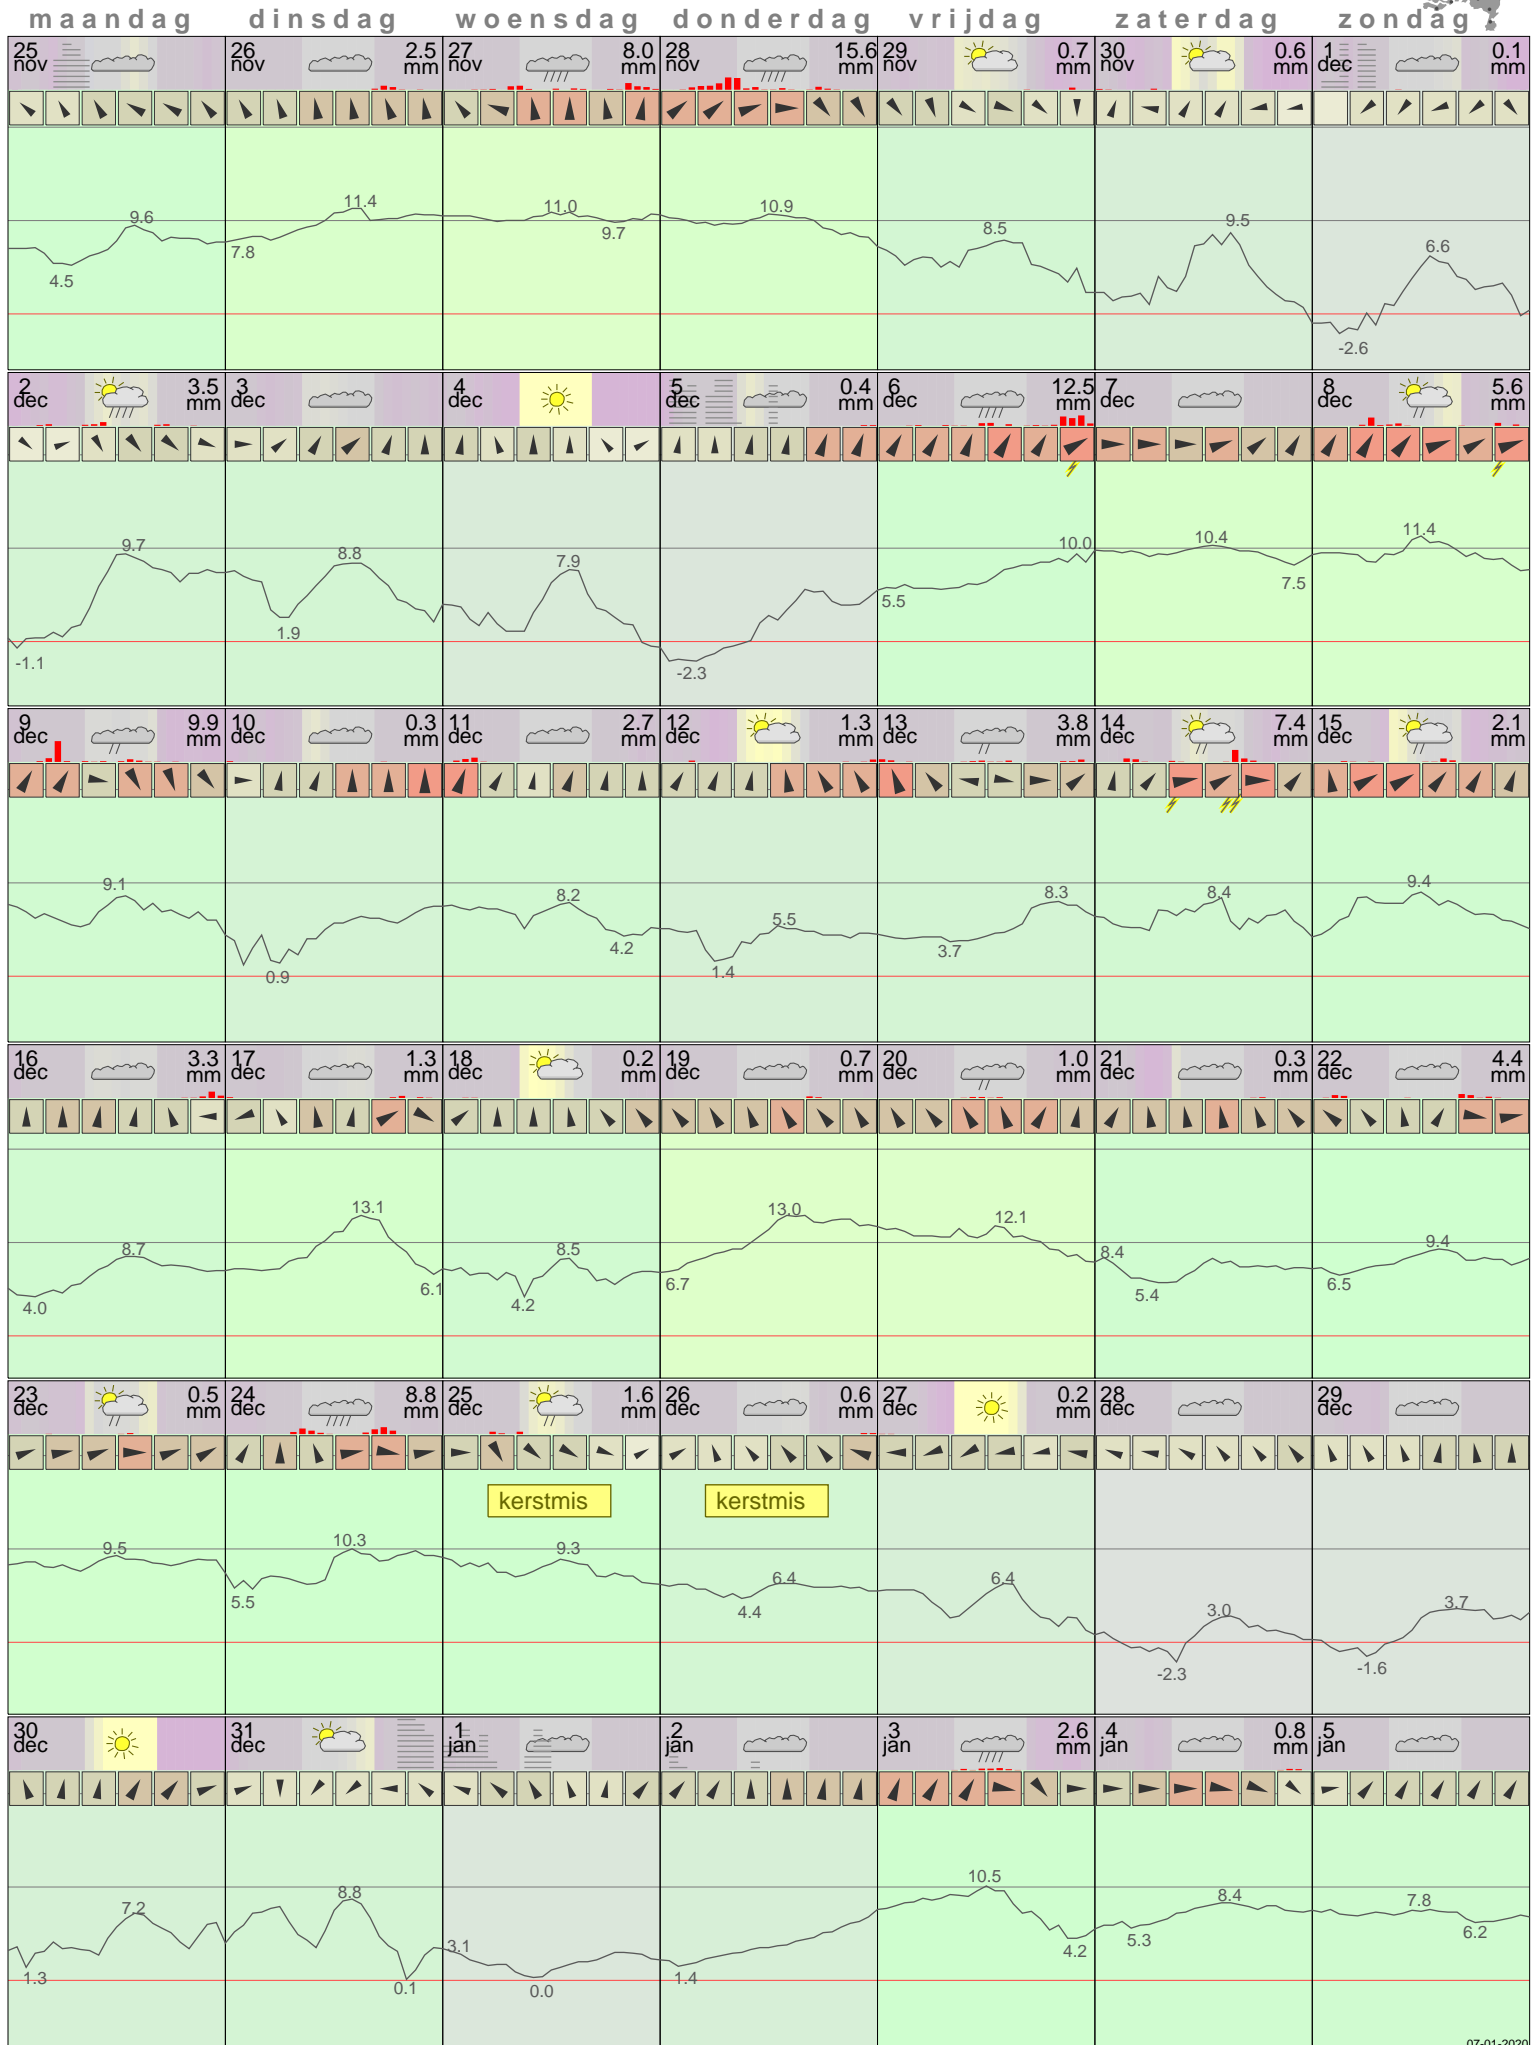 maandag dinsdag woensdag donderdag vrijdag zaterdag zondag
25 nov
26 nov 2.5 mm
27 nov 8.0 mm
28 nov 15.6 mm
29 nov 0.7 mm
30 nov 0.6 mm
1 dec 0.1 mm
9.6 4.5 7.8 11.4 11.0 9.7 10.9 8.5 9.5 6.6 -2.6
2 dec 3.5 mm
3 dec
4 dec
5 dec 0.4 mm
6 dec 12.5 mm
7 dec
8 dec 5.6 mm
-1.1 9.7 1.9 8.8 7.9 -2.3 5.5 10.0 10.4 7.5 11.4
9 dec 9.9 mm
10 dec 0.3 mm
11 dec 2.7 mm
12 dec 1.3 mm
13 dec 3.8 mm
14 dec 7.4 mm
15 dec 2.1 mm
9.1 0.9 8.2 4.2 1.4 5.5 3.7 8.3 8.4 9.4
16 dec 3.3 mm
17 dec 1.3 mm
18 dec 0.2 mm
19 dec 0.7 mm
20 dec 1.0 mm
21 dec 0.3 mm
22 dec 4.4 mm
4.0 8.7 13.1 6.1 4.2 8.5 6.7 13.0 12.1 8.4 5.4 6.5 9.4
23 dec 0.5 mm
24 dec 8.8 mm
25 dec 1.6 mm
26 dec 0.6 mm
27 dec 0.2 mm
28 dec
29 dec
kerstmis kerstmis
9.5 5.5 10.3 9.3 4.4 6.4 6.4 -2.3 3.0 -1.6 3.7
30 dec
31 dec
1 jan
2 jan
3 jan 2.6 mm
4 jan 0.8 mm
5 jan
1.3 7.2 8.8 0.1 3.1 0.0 1.4 10.5 4.2 5.3 8.4 7.8 6.2
07-01-2020